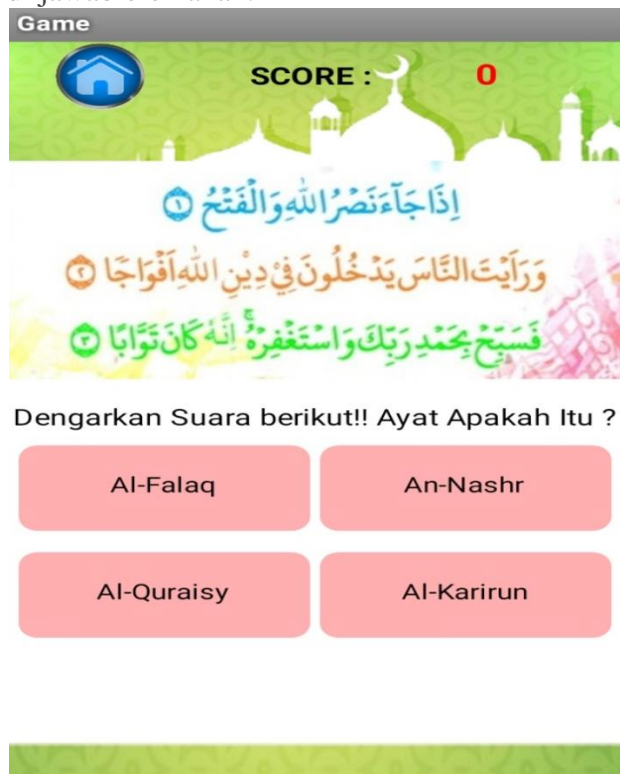 Game
SCORE : 0
اِذَا جَآءَ نَصْرُ اللّٰهِ وَالْفَتْحُ ۝١
وَرَاَيْتَ النَّاسَ يَدْخُلُوْنَ فِيْ دِيْنِ اللّٰهِ اَفْوَاجًا ۝٢
فَسَبِّحْ بِحَمْدِ رَبِّكَ وَاسْتَغْفِرْهُۗ اِنَّهٗ كَانَ تَوَّابًا ۝٣
Dengarkan Suara berikut!! Ayat Apakah Itu ?
Al-Falaq An-Nashr
Al-Quraisy Al-Karirun